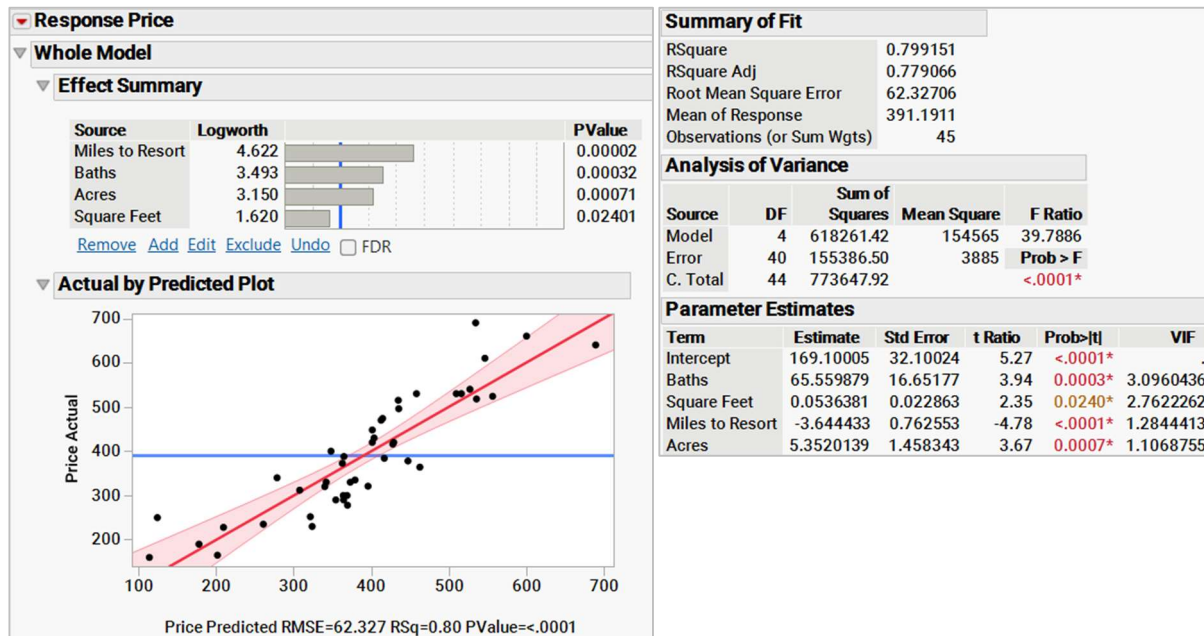 Response Price
Whole Model
Effect Summary
Source Logworth PValue
Miles to Resort 4.622 0.00002
Baths 3.493 0.00032
Acres 3.150 0.00071
Square Feet 1.620 0.02401
Remove Add Edit Exclude Undo FDR
Actual by Predicted Plot
700
600
500
400
300
200
Price Actual
100 200 300 400 500 600 700
Price Predicted RMSE=62.327 RSq=0.80 PValue=<.0001
Summary of Fit
RSquare 0.799151
RSquare Adj 0.779066
Root Mean Square Error 62.32706
Mean of Response 391.1911
Observations (or Sum Wgts) 45
Analysis of Variance
Sum of
Source DF Squares Mean Square F Ratio
Model 4 618261.42 154565 39.7886
Error 40 155386.50 3885 Prob > F
C. Total 44 773647.92 <.0001*
Parameter Estimates
Term Estimate Std Error t Ratio Prob>|t| VIF
Intercept 169.10005 32.10024 5.27 <.0001* .
Baths 65.559879 16.65177 3.94 0.0003* 3.0960436
Square Feet 0.0536381 0.022863 2.35 0.0240* 2.7622262
Miles to Resort -3.644433 0.762553 -4.78 <.0001* 1.2844413
Acres 5.3520139 1.458343 3.67 0.0007* 1.1068755